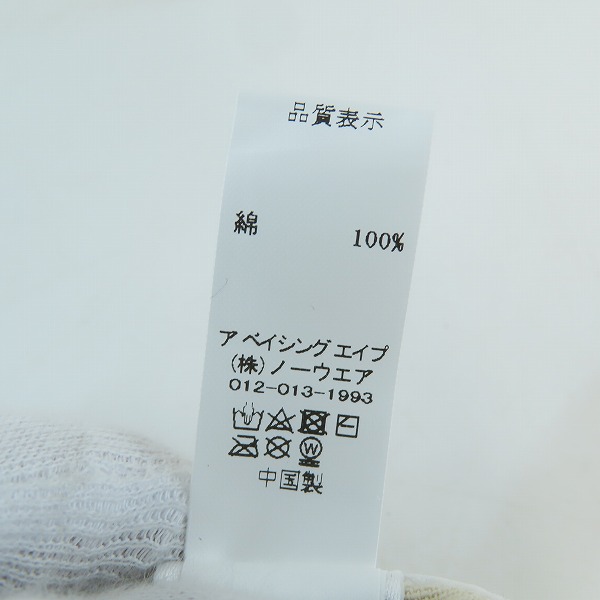 品質表示
綿 100%
ア ベイシング エイプ
(株)ノーウエア
012-013-1993
W
中国製